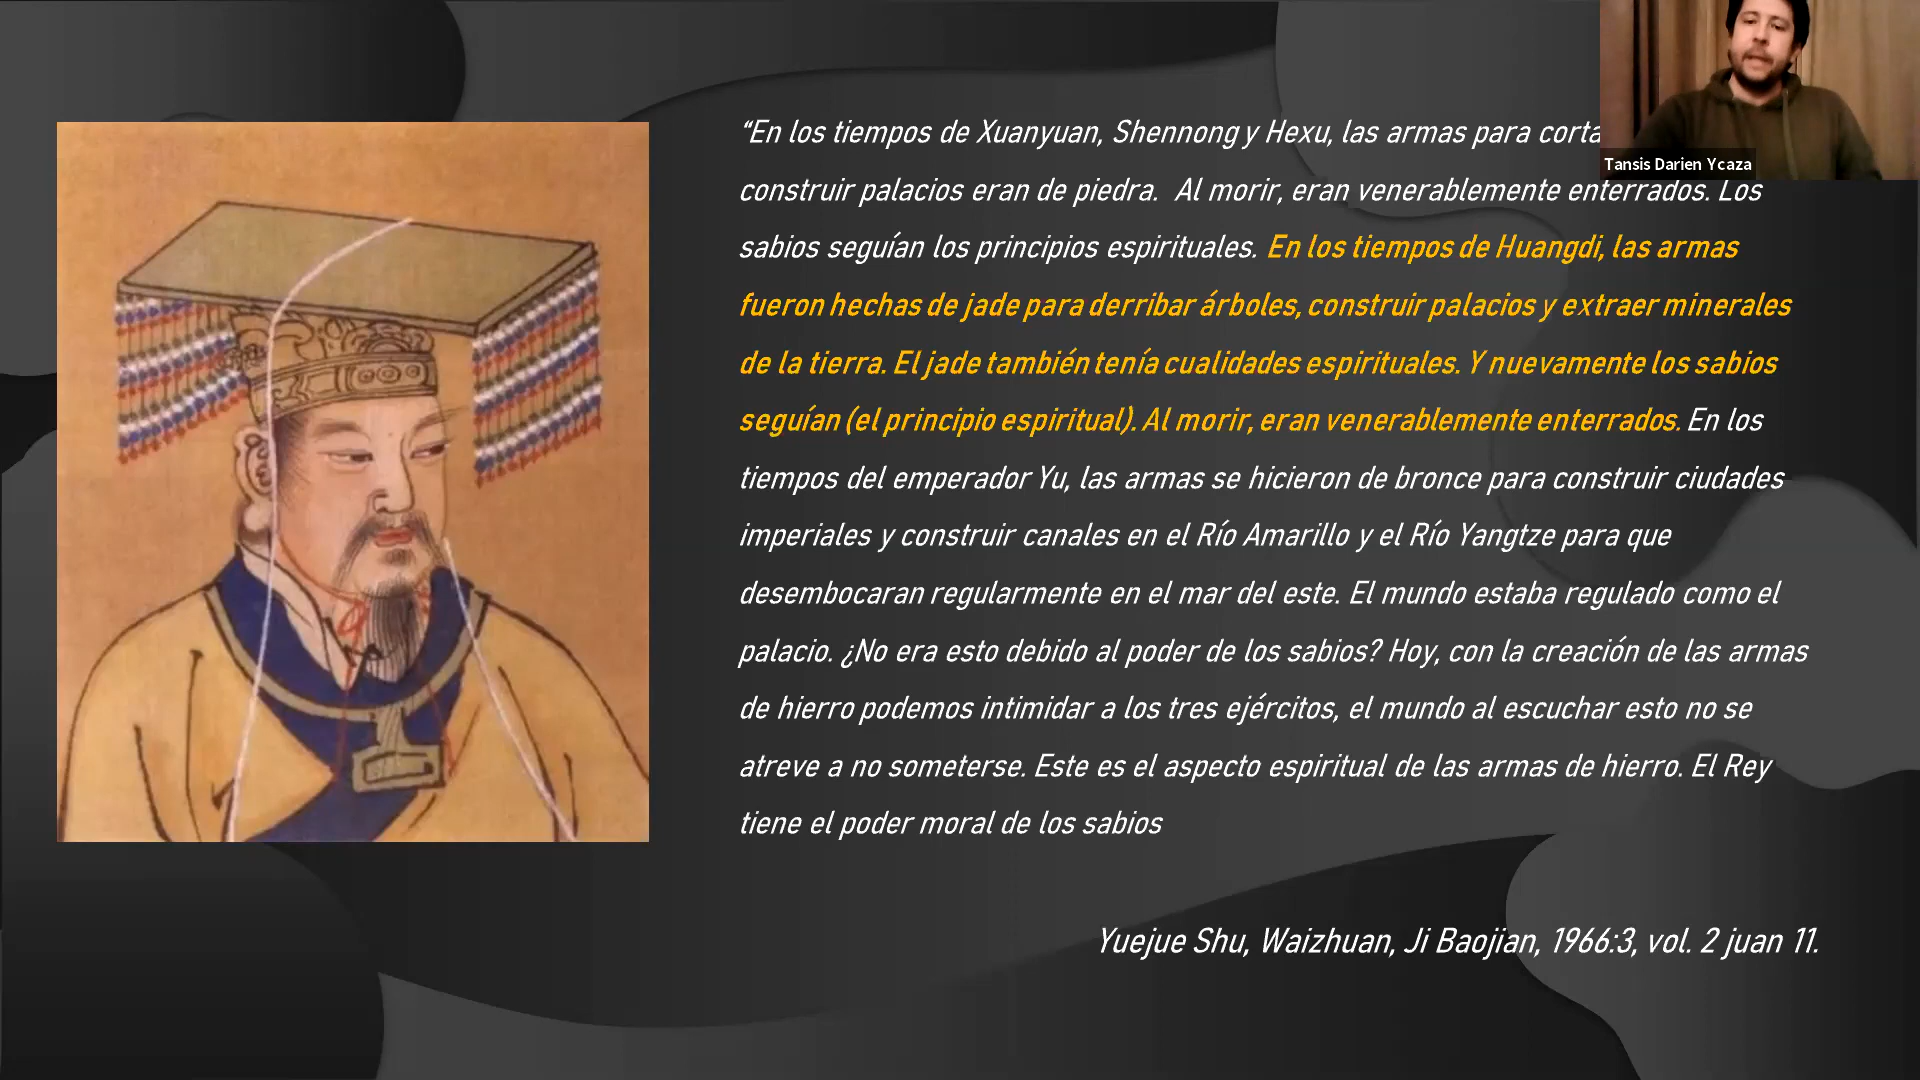 “En los tiempos de Xuanyuan, Shennong y Hexu, las armas para
construir palacios eran de piedra. Al morir, eran venerablemente enterrados. Los
sabios seguían los principios espirituales. En los tiempos de Huangdi, las armas
fueron hechas de jade para derribar árboles, construir palacios y extraer minerales
de la tierra. El jade también tenía cualidades espirituales. Y nuevamente los sabios
seguían (el principio espiritual). Al morir, eran venerablemente enterrados. En los
tiempos del emperador Yu, las armas se hicieron de bronce para construir ciudades
imperiales y construir canales en el Río Amarillo y el Río Yangtze para que
desembocaran regularmente en el mar del este. El mundo estaba regulado como el
palacio. ¿No era esto debido al poder de los sabios? Hoy, con la creación de las armas
de hierro podemos intimidar a los tres ejércitos, el mundo al escuchar esto no se
atreve a no someterse. Este es el aspecto espiritual de las armas de hierro. El Rey
tiene el poder moral de los sabios
Yuejue Shu, Waizhuan, Ji Baojian, 1966:3, vol. 2 juan 11.
Tansis Darien Ycaza